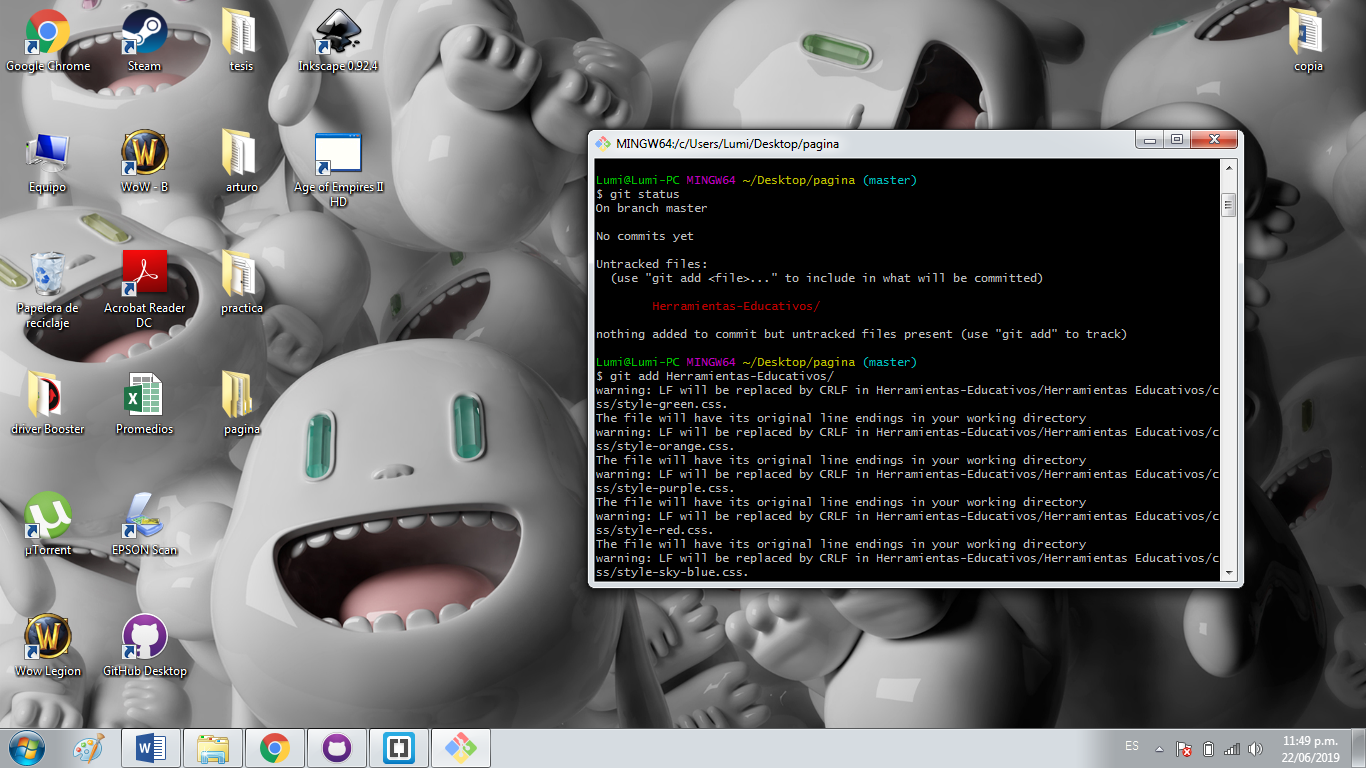 Google Chrome
Steam
tesis
Inkscape 0.92.4
copia
Equipo
WoW - B
arturo
Age of Empires II
HD
Papelera de
reciclaje
Acrobat Reader
DC
practica
driver Booster
Promedios
pagina
µTorrent
EPSON Scan
Wow Legion
GitHub Desktop
MINGW64:/c/Users/Lumi/Desktop/pagina
Lumi@Lumi-PC MINGW64 ~/Desktop/pagina (master)
$ git status
On branch master
No commits yet
Untracked files:
(use "git add <file>..." to include in what will be committed)
Herramientas-Educativos/
nothing added to commit but untracked files present (use "git add" to track)
Lumi@Lumi-PC MINGW64 ~/Desktop/pagina (master)
$ git add Herramientas-Educativos/
warning: LF will be replaced by CRLF in Herramientas-Educativos/Herramientas Educativos/c
ss/style-green.css.
The file will have its original line endings in your working directory
warning: LF will be replaced by CRLF in Herramientas-Educativos/Herramientas Educativos/c
ss/style-orange.css.
The file will have its original line endings in your working directory
warning: LF will be replaced by CRLF in Herramientas-Educativos/Herramientas Educativos/c
ss/style-purple.css.
The file will have its original line endings in your working directory
warning: LF will be replaced by CRLF in Herramientas-Educativos/Herramientas Educativos/c
ss/style-red.css.
The file will have its original line endings in your working directory
warning: LF will be replaced by CRLF in Herramientas-Educativos/Herramientas Educativos/c
ss/style-sky-blue.css.
ES
11:49 p.m.
22/06/2019